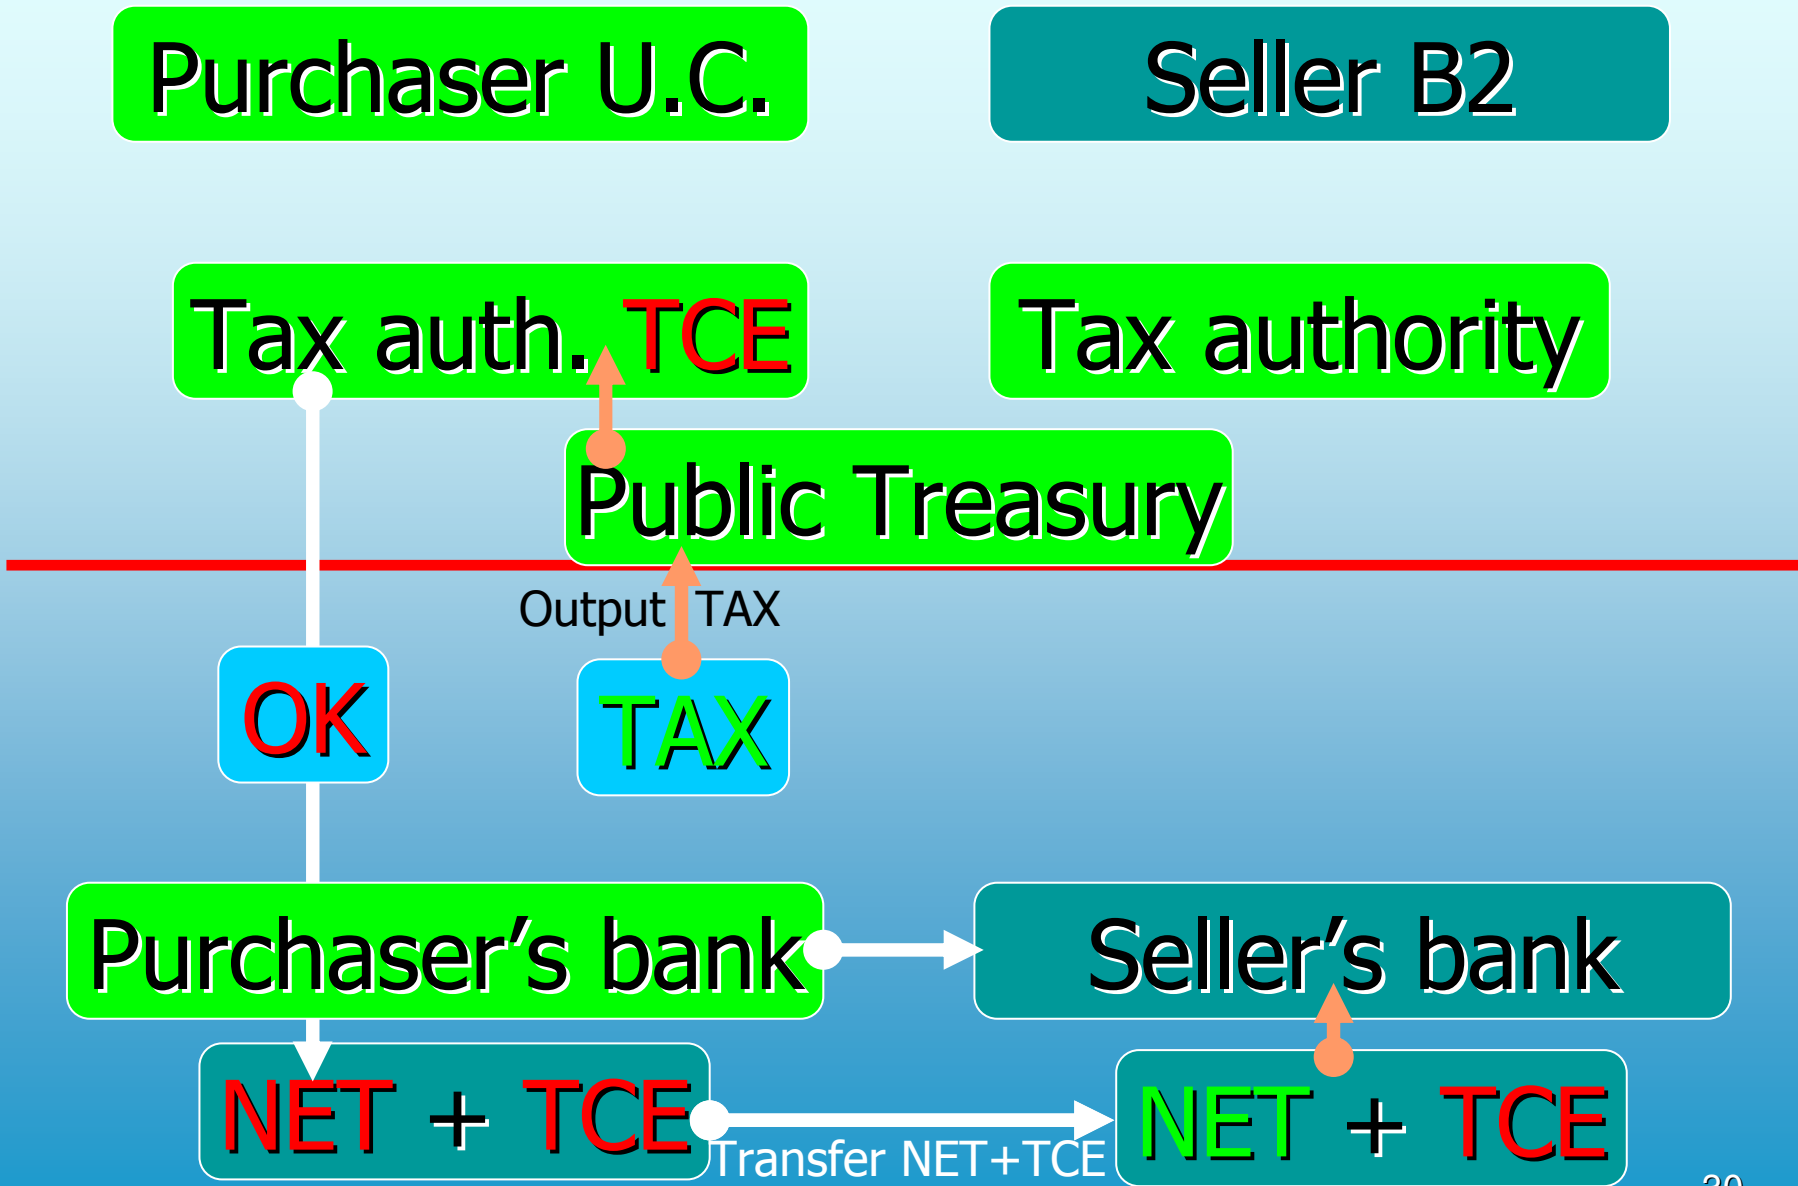 Purchaser U.C.
Seller B2
Tax auth. TCE
Tax authority
Public Treasury
Output TAX
OK
TAX
Purchaser’s bank
Seller’s bank
NET + TCE
Transfer NET+TCE
NET + TCE